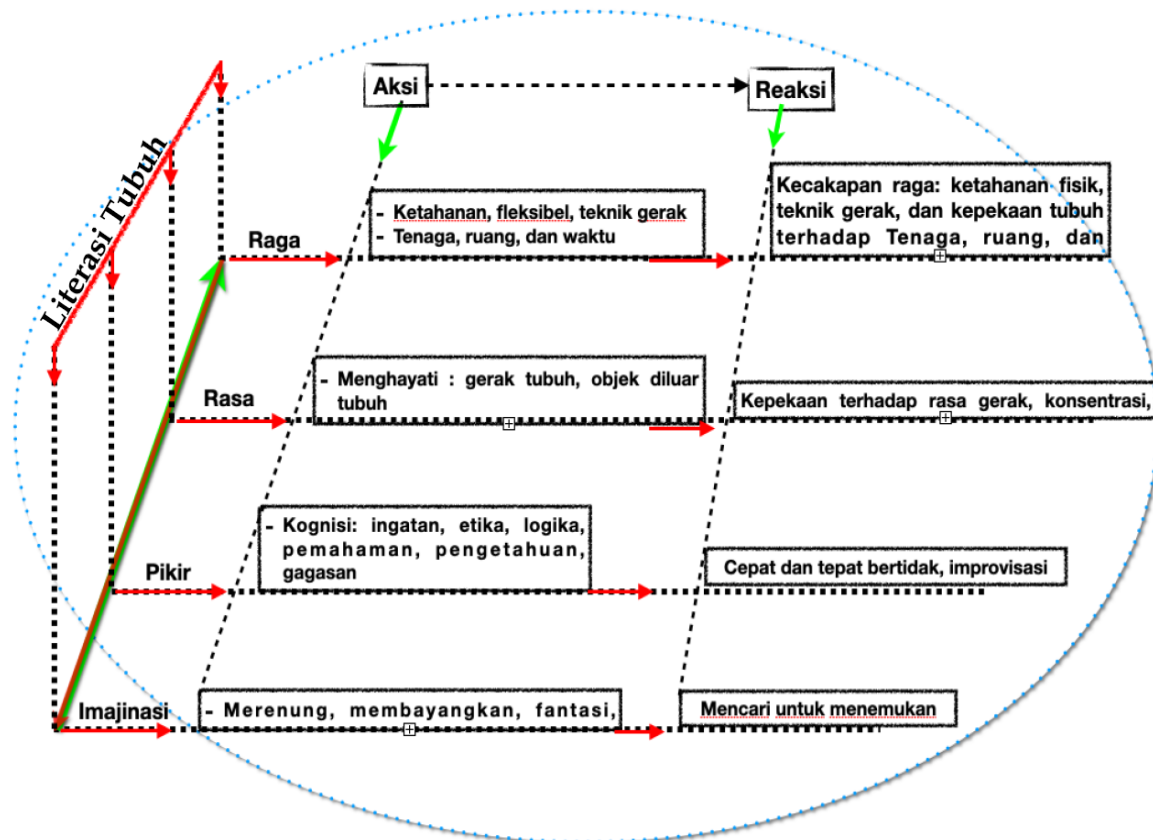 Literasi Tubuh
Aksi
Reaksi
Raga
- Ketahanan, fleksibel, teknik gerak
- Tenaga, ruang, dan waktu
Kecakapan raga: ketahanan fisik,
teknik gerak, dan kepekaan tubuh
terhadap Tenaga, ruang, dan
Rasa
- Menghayati : gerak tubuh, objek diluar
tubuh
Kepekaan terhadap rasa gerak, konsentrasi,
Pikir
- Kognisi: ingatan, etika, logika,
pemahaman, pengetahuan,
gagasan
Cepat dan tepat bertidak, improvisasi
Imajinasi
- Merenung, membayangkan, fantasi,
Mencari untuk menemukan